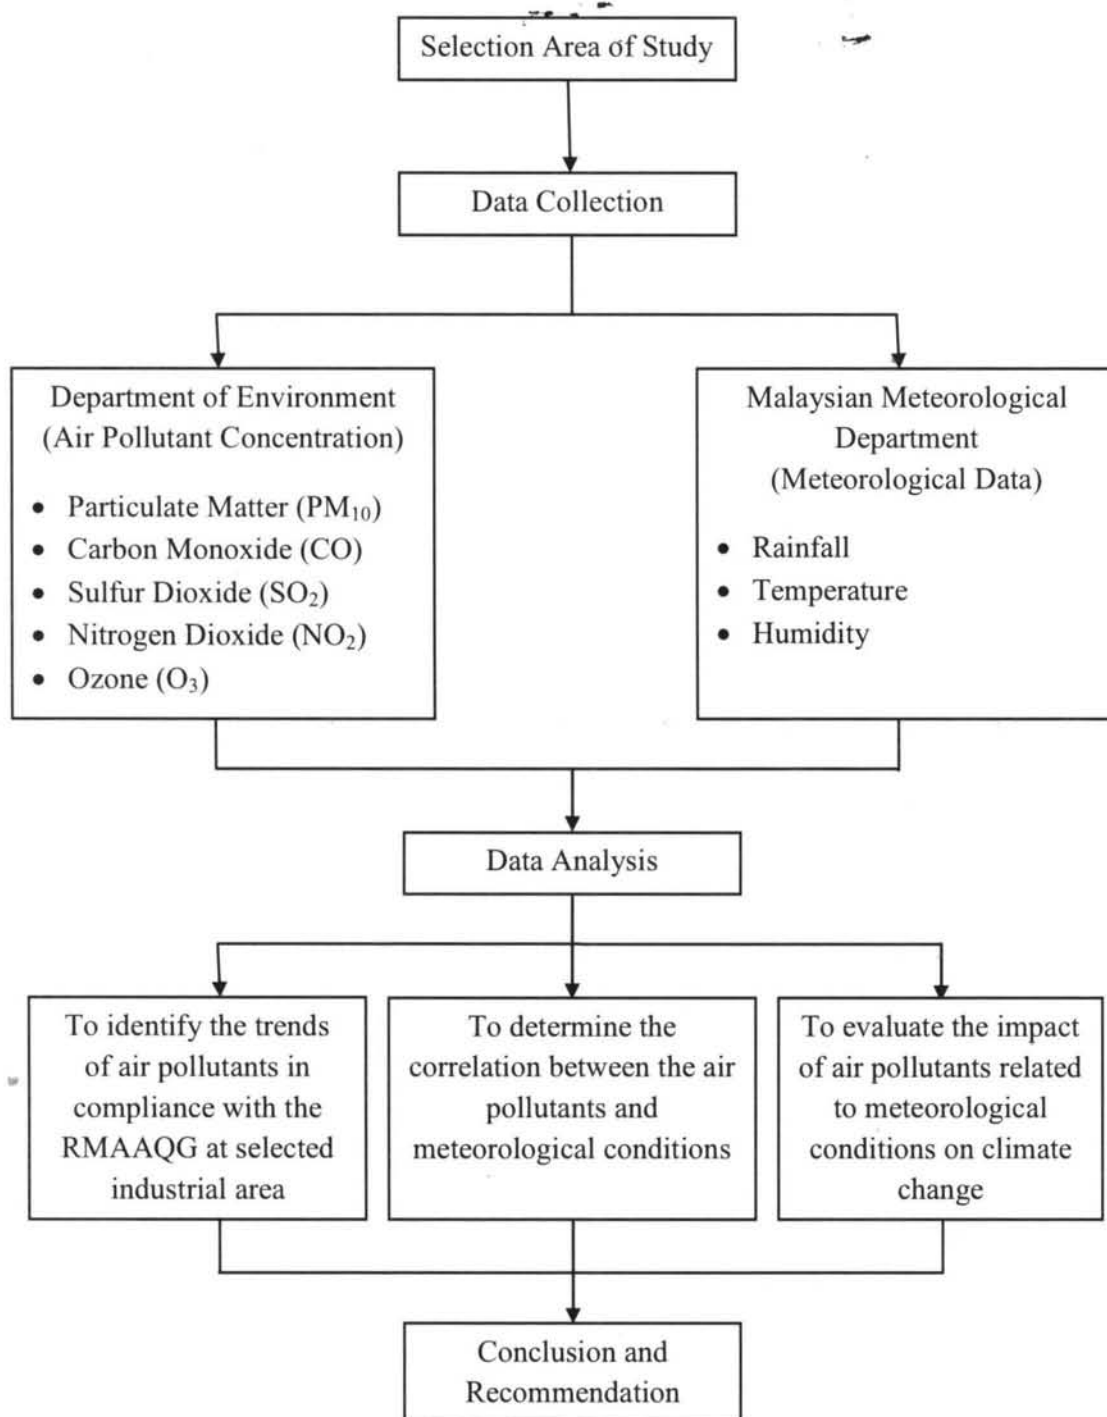 Selection Area of Study
Data Collection
Department of Environment
(Air Pollutant Concentration)
• Particulate Matter (PM₁₀)
• Carbon Monoxide (CO)
• Sulfur Dioxide (SO₂)
• Nitrogen Dioxide (NO₂)
• Ozone (O₃)
Malaysian Meteorological
Department
(Meteorological Data)
• Rainfall
• Temperature
• Humidity
Data Analysis
To identify the trends
of air pollutants in
compliance with the
RMAAQG at selected
industrial area
To determine the
correlation between the air
pollutants and
meteorological conditions
To evaluate the impact
of air pollutants related
to meteorological
conditions on climate
change
Conclusion and
Recommendation